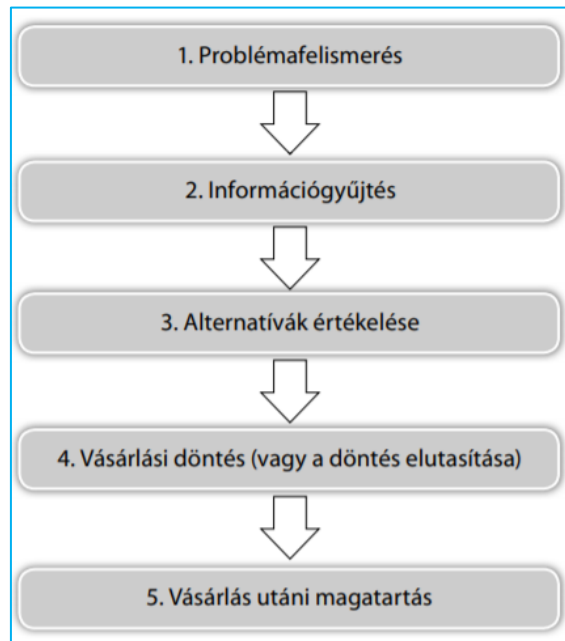 1. Problémafelismerés
2. Információgyűjtés
3. Alternatívák értékelése
4. Vásárlási döntés (vagy a döntés elutasítása)
5. Vásárlás utáni magatartás